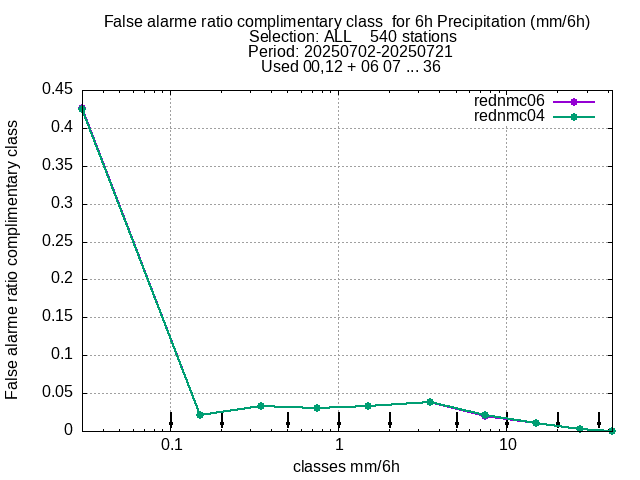 False alarme ratio complimentary class  for 6h Precipitation (mm/6h)
Selection: ALL    540 stations
Period: 20250702-20250721
Used 00,12 + 06 07 ... 36
rednmc06
rednmc04
False alarme ratio complimentary class
0.45
0.4
0.35
0.3
0.25
0.2
0.15
0.1
0.05
0
0.1
1
10
classes mm/6h